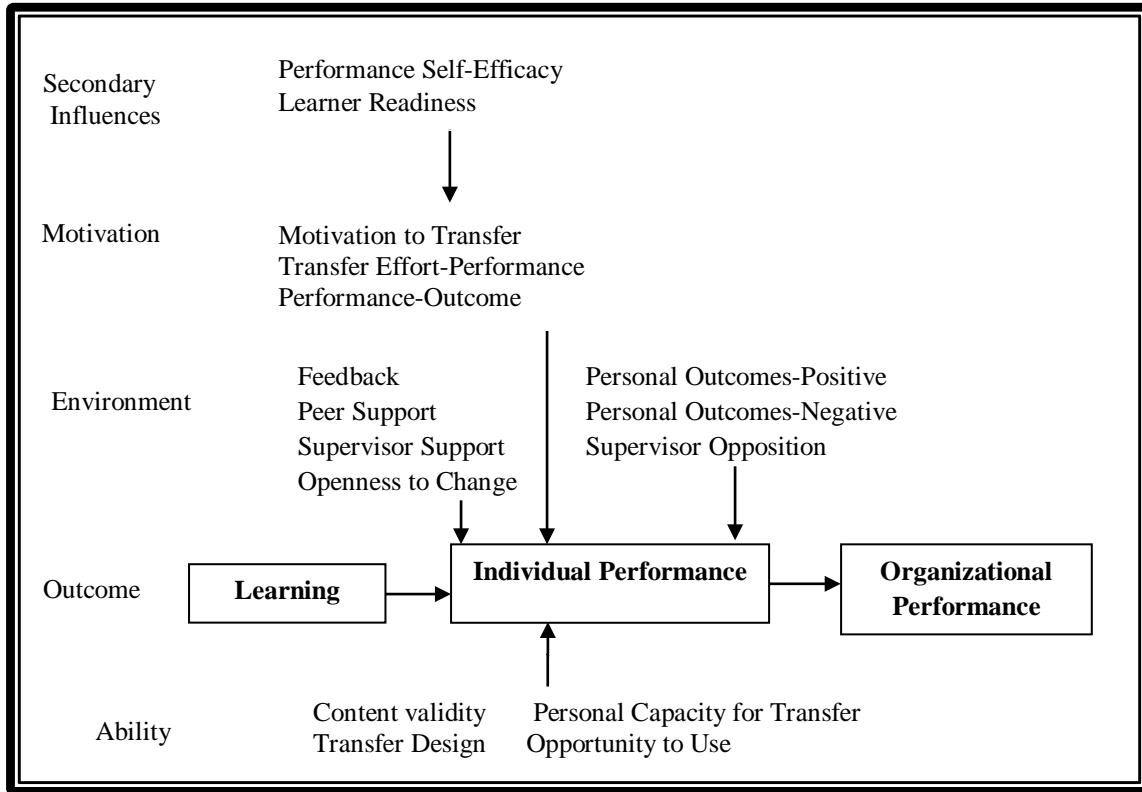 Secondary
Influences
Performance Self-Efficacy
Learner Readiness
Motivation
Motivation to Transfer
Transfer Effort-Performance
Performance-Outcome
Environment
Feedback
Peer Support
Supervisor Support
Openness to Change
Personal Outcomes-Positive
Personal Outcomes-Negative
Supervisor Opposition
Outcome
Learning
Individual Performance
Organizational
Performance
Ability
Content validity
Transfer Design
Personal Capacity for Transfer
Opportunity to Use